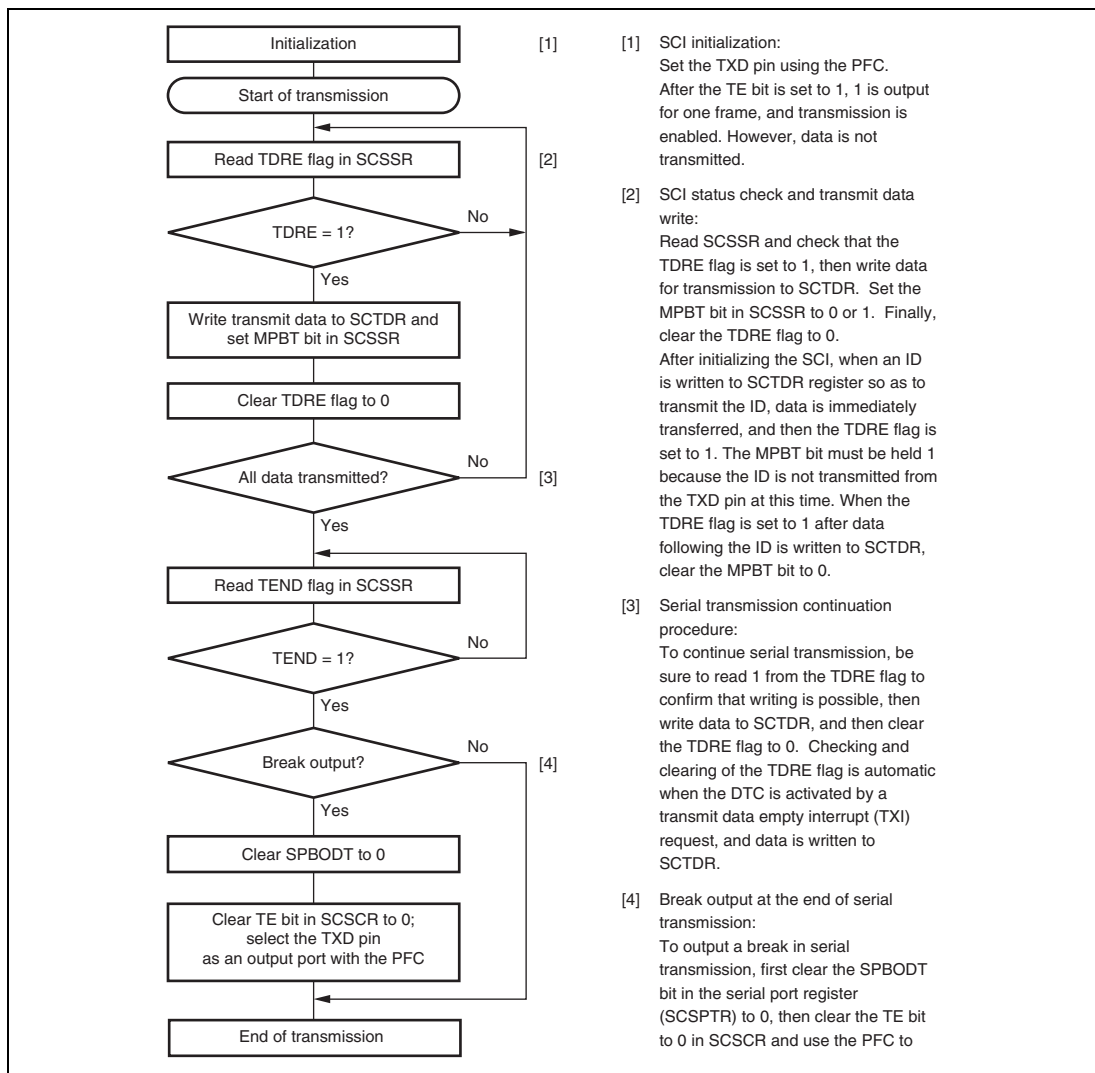 Initialization
[1]
Start of transmission
Read TDRE flag in SCSSR
[2]
TDRE = 1?
No
Yes
Write transmit data to SCTDR and
set MPBT bit in SCSSR
Clear TDRE flag to 0
All data transmitted?
No
[3]
Yes
Read TEND flag in SCSSR
TEND = 1?
No
Yes
Break output?
No
[4]
Yes
Clear SPBODT to 0
Clear TE bit in SCSCR to 0;
select the TXD pin
as an output port with the PFC
End of transmission
[1] SCI initialization:
Set the TXD pin using the PFC.
After the TE bit is set to 1, 1 is output
for one frame, and transmission is
enabled. However, data is not
transmitted.
[2] SCI status check and transmit data
write:
Read SCSSR and check that the
TDRE flag is set to 1, then write data
for transmission to SCTDR. Set the
MPBT bit in SCSSR to 0 or 1. Finally,
clear the TDRE flag to 0.
After initializing the SCI, when an ID
is written to SCTDR register so as to
transmit the ID, data is immediately
transferred, and then the TDRE flag is
set to 1. The MPBT bit must be held 1
because the ID is not transmitted from
the TXD pin at this time. When the
TDRE flag is set to 1 after data
following the ID is written to SCTDR,
clear the MPBT bit to 0.
[3] Serial transmission continuation
procedure:
To continue serial transmission, be
sure to read 1 from the TDRE flag to
confirm that writing is possible, then
write data to SCTDR, and then clear
the TDRE flag to 0. Checking and
clearing of the TDRE flag is automatic
when the DTC is activated by a
transmit data empty interrupt (TXI)
request, and data is written to
SCTDR.
[4] Break output at the end of serial
transmission:
To output a break in serial
transmission, first clear the SPBODT
bit in the serial port register
(SCSPTR) to 0, then clear the TE bit
to 0 in SCSCR and use the PFC to